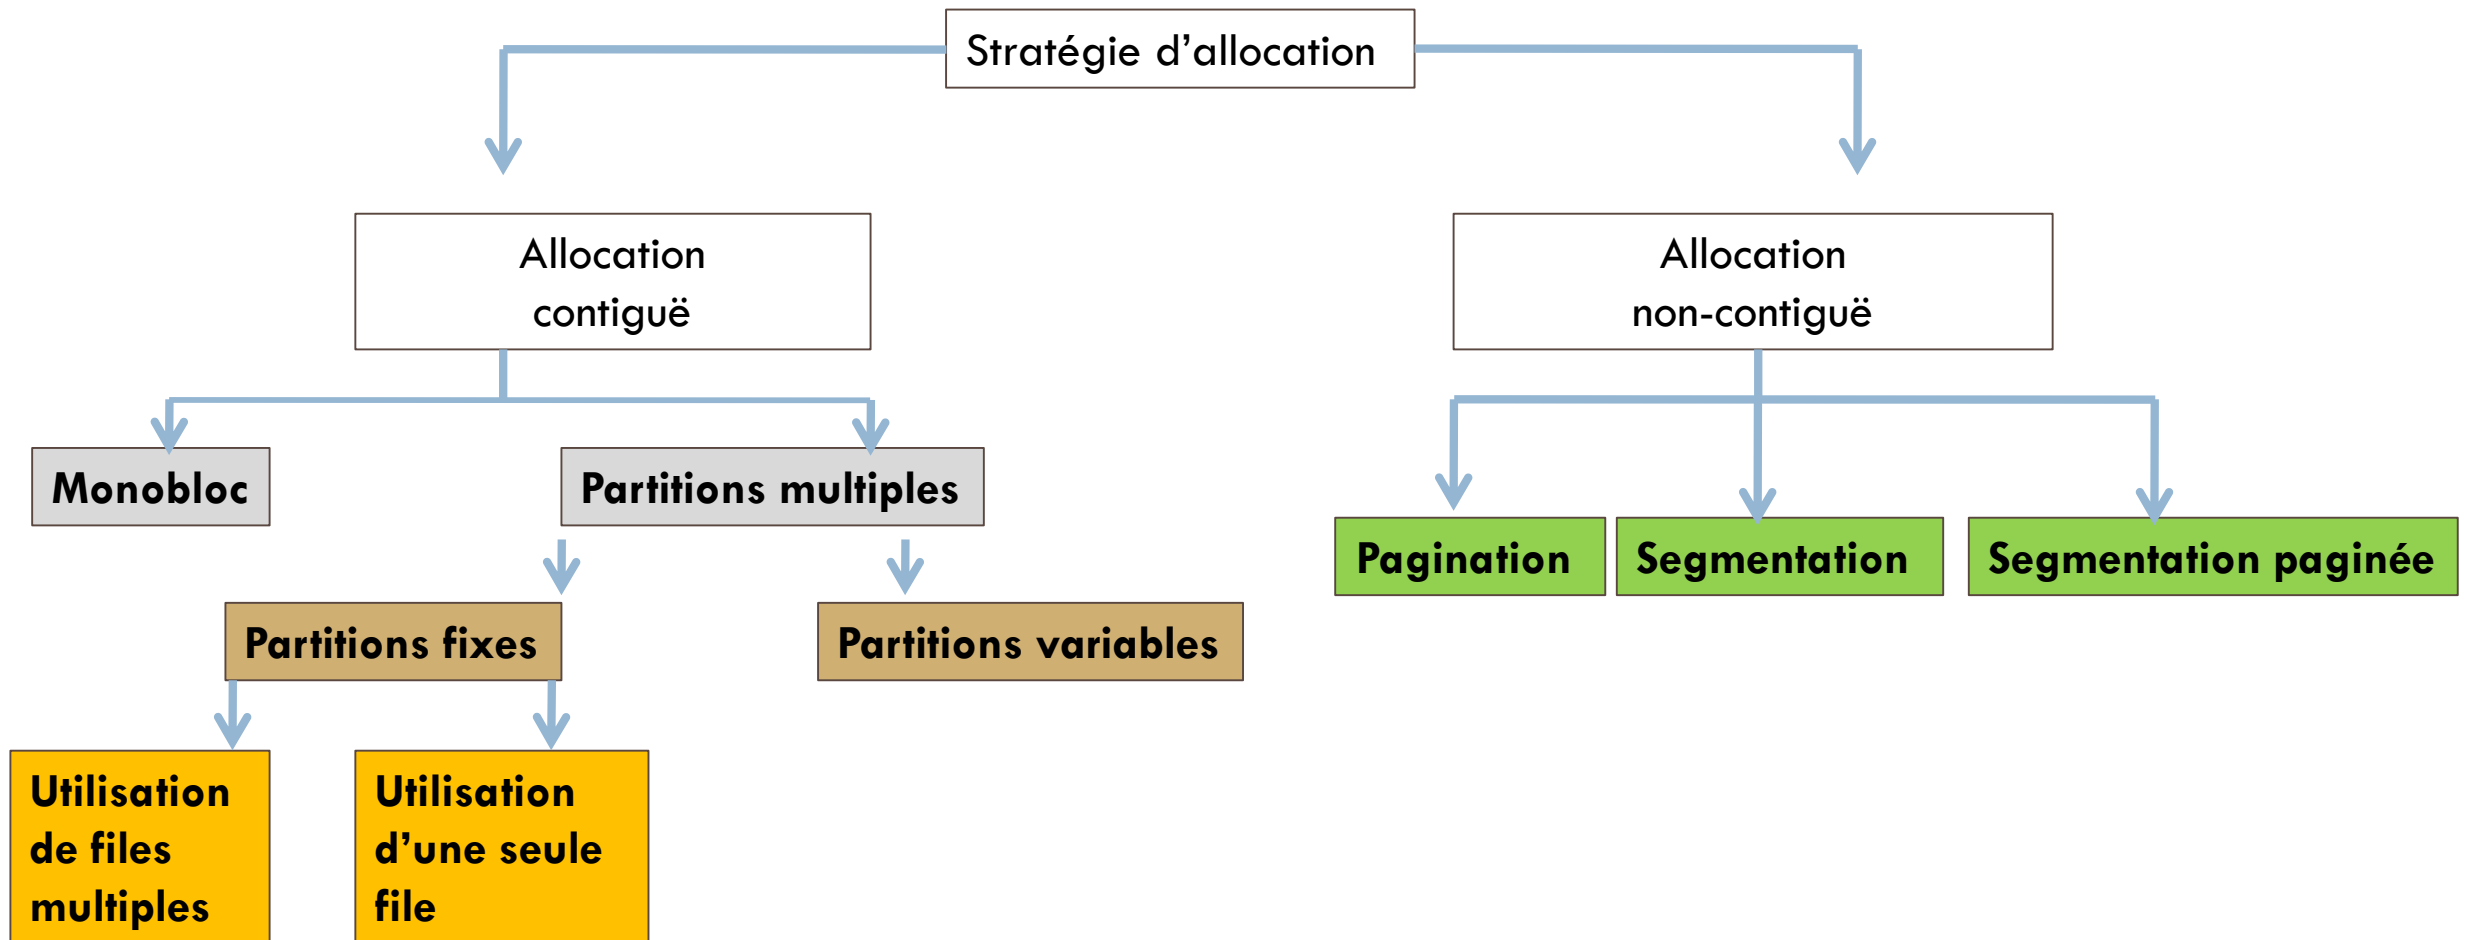 Stratégie d’allocation
Allocation
contiguë
Allocation
non-contiguë
Monobloc
Partitions multiples
Pagination
Segmentation
Segmentation paginée
Partitions fixes
Partitions variables
Utilisation
de files
multiples
Utilisation
d’une seule
file